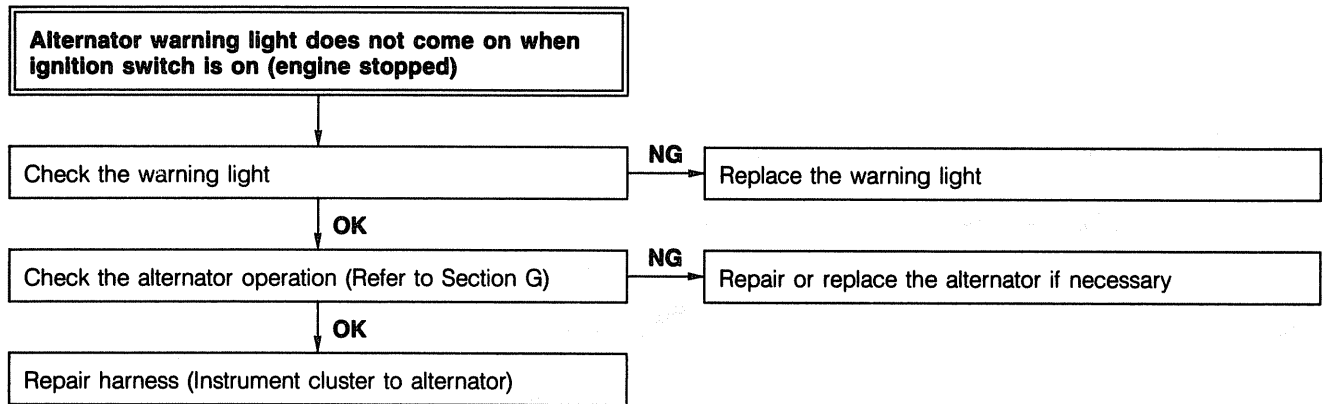 Alternator warning light does not come on when
ignition switch is on (engine stopped)
Check the warning light
NG
Replace the warning light
OK
Check the alternator operation (Refer to Section G)
NG
Repair or replace the alternator if necessary
OK
Repair harness (Instrument cluster to alternator)